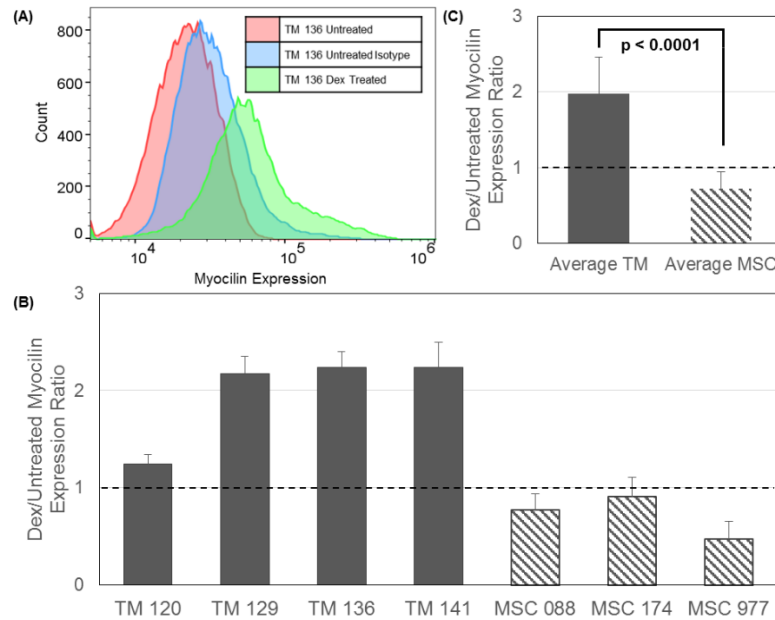 (A)
TM 136 Untreated
TM 136 Untreated Isotype
TM 136 Dex Treated
Count
800
600
400
200
0
10^4
10^5
10^6
Myocilin Expression
(C)
p < 0.0001
Dex/Untreated Myocilin
Expression Ratio
3
2
1
0
Average TM
Average MSC
(B)
Dex/Untreated Myocilin
Expression Ratio
3
2
1
0
TM 120
TM 129
TM 136
TM 141
MSC 088
MSC 174
MSC 977